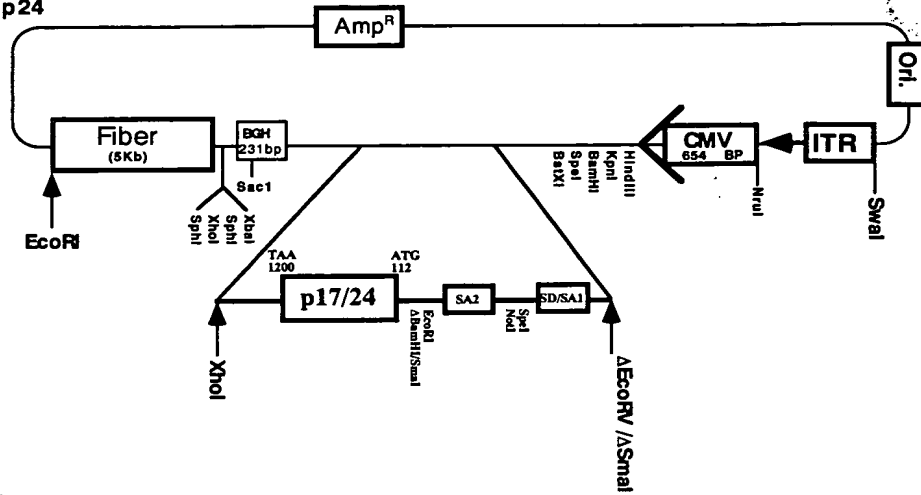 p24
Amp^R
Ori.
Fiber
(5Kb)
BGH
231bp
Sac1
CMV
654 BP
ITR
HindIII
KpnI
BamHI
SpeI
BstXI
NruI
SwaI
EcoRI
SphI
XhoI
SphI
XbaI
TAA
1200
ATG
112
p17/24
SA2
SD/SA1
EcoRI
ΔBamHI/SmaI
SpeI
NotI
XhoI
ΔEcoRV /ΔSmaI